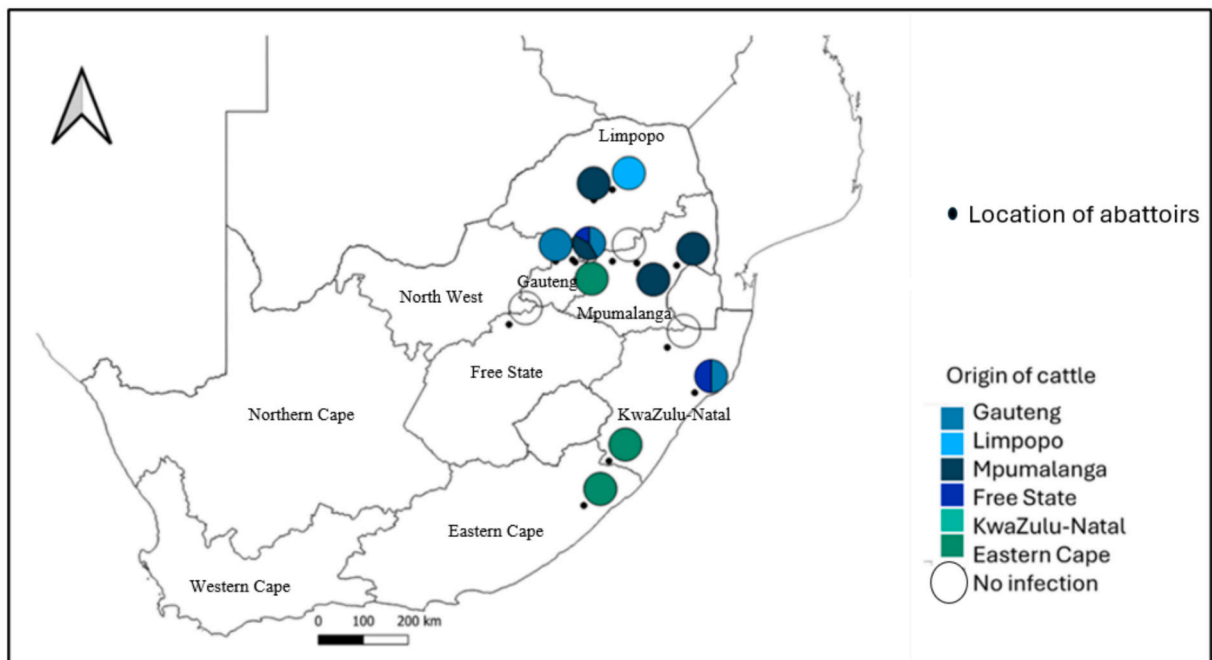 Limpopo
Location of abattoirs
Gauteng
North West
Mpumalanga
Free State
Northern Cape
KwaZulu-Natal
Eastern Cape
Western Cape
0 100 200 km
Origin of cattle
Gauteng
Limpopo
Mpumalanga
Free State
KwaZulu-Natal
Eastern Cape
No infection